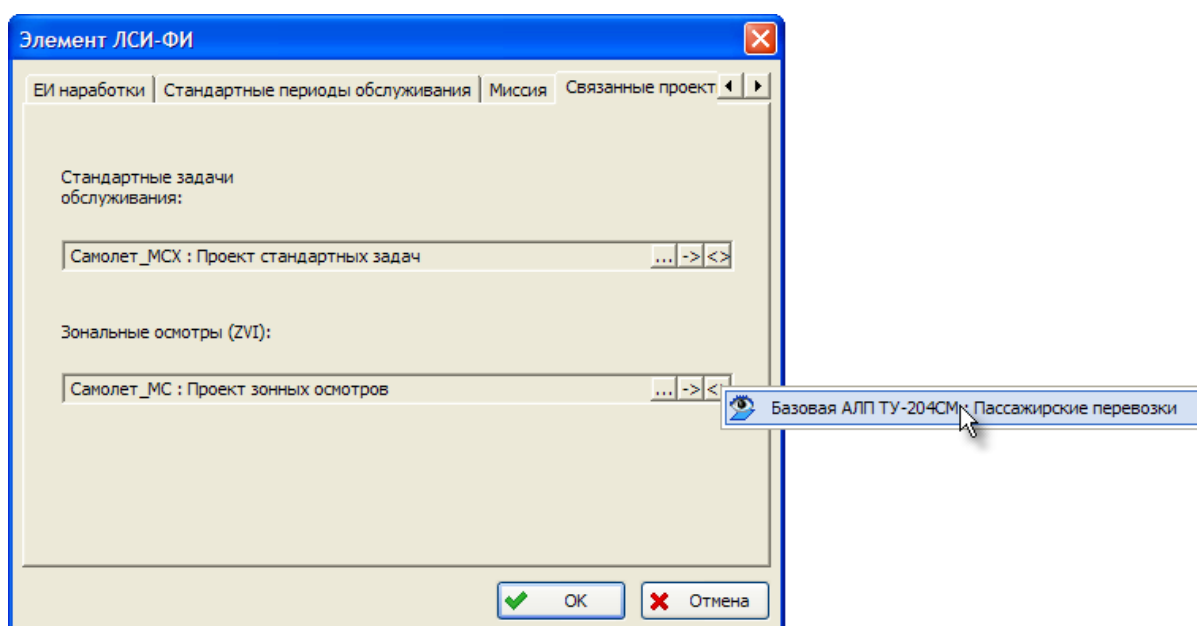 Элемент ЛСИ-ФИ
ЕИ наработки Стандартные периоды обслуживания Миссия Связанные проект
Стандартные задачи
обслуживания:
Самолет_МСХ : Проект стандартных задач ... -> <>
Зональные осмотры (ZVI):
Самолет_МС : Проект зонных осмотров ... -> <>
Базовая АЛП ТУ-204СМ : Пассажирские перевозки
OK Отмена